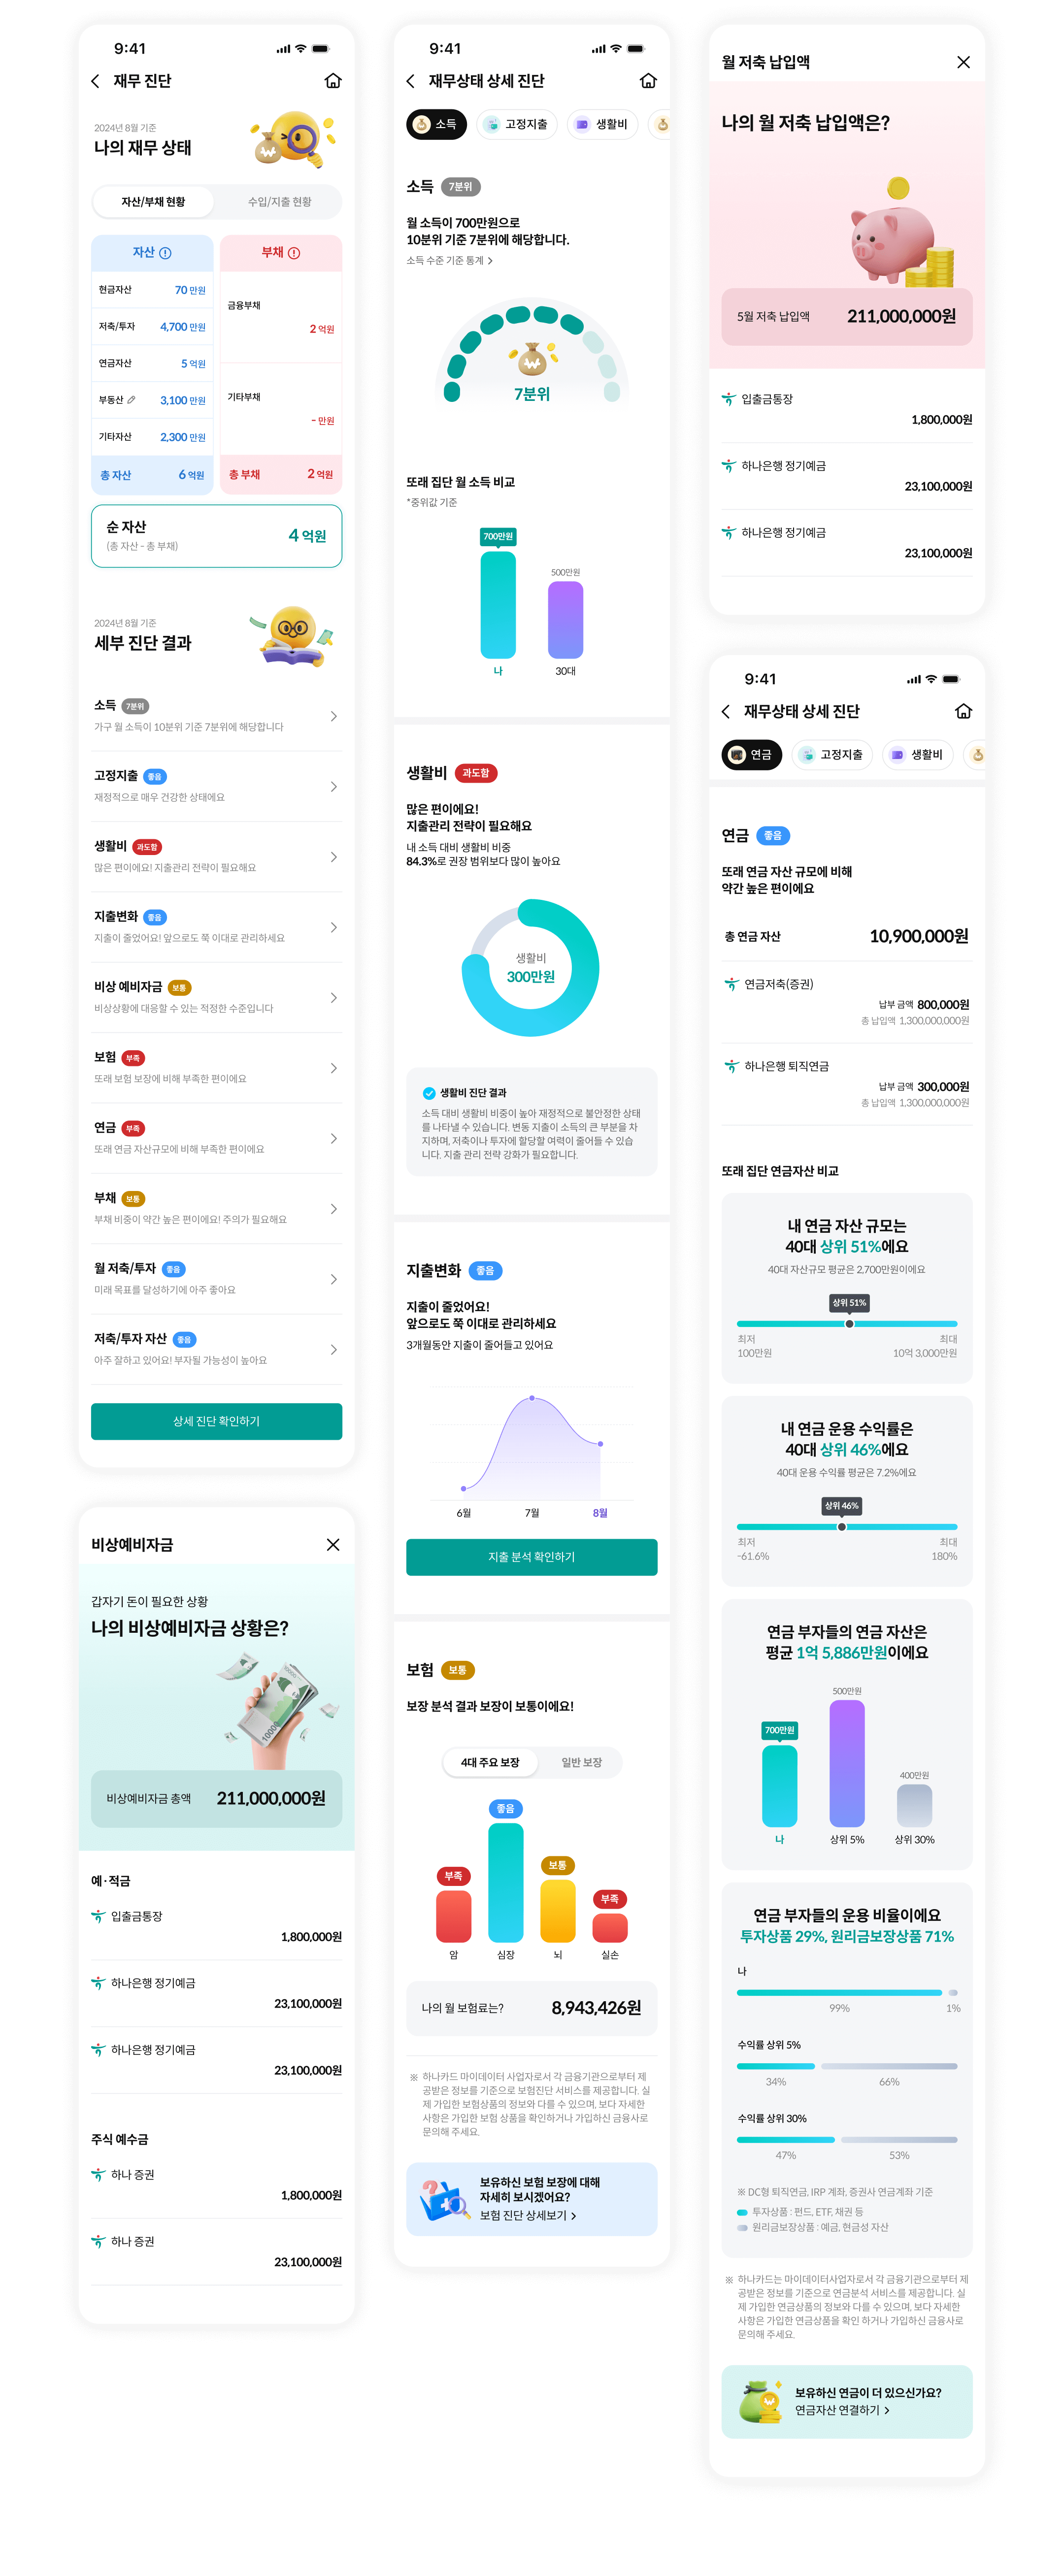 9:41
재무 진단
2024년 8월 기준
나의 재무 상태
자산/부채 현황
수입/지출 현황
자산
부채
현금자산
70 만원
저축/투자
4,700 만원
연금자산
5 억원
부동산
3,100 만원
기타자산
2,300 만원
총 자산
6 억원
금융부채
2 억원
기타부채
- 만원
총 부채
2 억원
순 자산
(총 자산 - 총 부채)
4 억원
2024년 8월 기준
세부 진단 결과
소득 7분위
가구 월 소득이 10분위 기준 7분위에 해당합니다
고정지출 좋음
재정적으로 매우 건강한 상태에요
생활비 과도함
많은 편이에요! 지출관리 전략이 필요해요
지출변화 좋음
지출이 줄었어요! 앞으로도 쭉 이대로 관리하세요
비상 예비자금 보통
비상상황에 대응할 수 있는 적정한 수준입니다
보험 부족
또래 보험 보장에 비해 부족한 편이에요
연금 부족
또래 연금 자산규모에 비해 부족한 편이에요
부채 보통
부채 비중이 약간 높은 편이에요! 주의가 필요해요
월 저축/투자 좋음
미래 목표를 달성하기에 아주 좋아요
저축/투자 자산 좋음
아주 잘하고 있어요! 부자될 가능성이 높아요
상세 진단 확인하기
비상예비자금
갑자기 돈이 필요한 상황
나의 비상예비자금 상황은?
10000
비상예비자금 총액
211,000,000원
예·적금
입출금통장
1,800,000원
하나은행 정기예금
23,100,000원
하나은행 정기예금
23,100,000원
주식 예수금
하나 증권
1,800,000원
하나 증권
23,100,000원
9:41
재무상태 상세 진단
소득
고정지출
생활비
소득 7분위
월 소득이 700만원으로
10분위 기준 7분위에 해당합니다.
소득 수준 기준 통계
7분위
또래 집단 월 소득 비교
*중위값 기준
700만원
500만원
나
30대
생활비 과도함
많은 편이에요!
지출관리 전략이 필요해요
내 소득 대비 생활비 비중
84.3%로 권장 범위보다 많이 높아요
생활비
300만원
생활비 진단 결과
소득 대비 생활비 비중이 높아 재정적으로 불안정한 상태
를 나타낼 수 있습니다. 변동 지출이 소득의 큰 부분을 차
지하며, 저축이나 투자에 할당할 여력이 줄어들 수 있습
니다. 지출 관리 전략 강화가 필요합니다.
지출변화 좋음
지출이 줄었어요!
앞으로도 쭉 이대로 관리하세요
3개월동안 지출이 줄어들고 있어요
6월
7월
8월
지출 분석 확인하기
보험 보통
보장 분석 결과 보장이 보통이에요!
4대 주요 보장
일반 보장
부족
좋음
보통
부족
암
심장
뇌
실손
나의 월 보험료는?
8,943,426원
※ 하나카드 마이데이터 사업자로서 각 금융기관으로부터 제
공받은 정보를 기준으로 보험진단 서비스를 제공합니다. 실
제 가입한 보험상품의 정보와 다를 수 있으며, 보다 자세한
사항은 가입한 보험 상품을 확인하거나 가입하신 금융사로
문의해 주세요.
보유하신 보험 보장에 대해
자세히 보시겠어요?
보험 진단 상세보기
월 저축 납입액
나의 월 저축 납입액은?
5월 저축 납입액
211,000,000원
입출금통장
1,800,000원
하나은행 정기예금
23,100,000원
하나은행 정기예금
23,100,000원
9:41
재무상태 상세 진단
연금
고정지출
생활비
연금 좋음
또래 연금 자산 규모에 비해
약간 높은 편이에요
총 연금 자산
10,900,000원
연금저축(증권)
납부 금액 800,000원
총 납입액 1,300,000,000원
하나은행 퇴직연금
납부 금액 300,000원
총 납입액 1,300,000,000원
또래 집단 연금자산 비교
내 연금 자산 규모는
40대 상위 51%에요
40대 자산규모 평균은 2,700만원이에요
상위 51%
최저
100만원
최대
10억 3,000만원
내 연금 운용 수익률은
40대 상위 46%에요
40대 운용 수익률 평균은 7.2%에요
상위 46%
최저
-61.6%
최대
180%
연금 부자들의 연금 자산은
평균 1억 5,886만원이에요
700만원
500만원
400만원
나
상위 5%
상위 30%
연금 부자들의 운용 비율이에요
투자상품 29%, 원리금보장상품 71%
나
99%
1%
수익률 상위 5%
34%
66%
수익률 상위 30%
47%
53%
※ DC형 퇴직연금, IRP 계좌, 증권사 연금계좌 기준
투자상품 : 펀드, ETF, 채권 등
원리금보장상품 : 예금, 현금성 자산
※ 하나카드는 마이데이터사업자로서 각 금융기관으로부터 제
공받은 정보를 기준으로 연금분석 서비스를 제공합니다. 실
제 가입한 연금상품의 정보와 다를 수 있으며, 보다 자세한
사항은 가입한 연금상품을 확인 하거나 가입하신 금융사로
문의해 주세요.
보유하신 연금이 더 있으신가요?
연금자산 연결하기